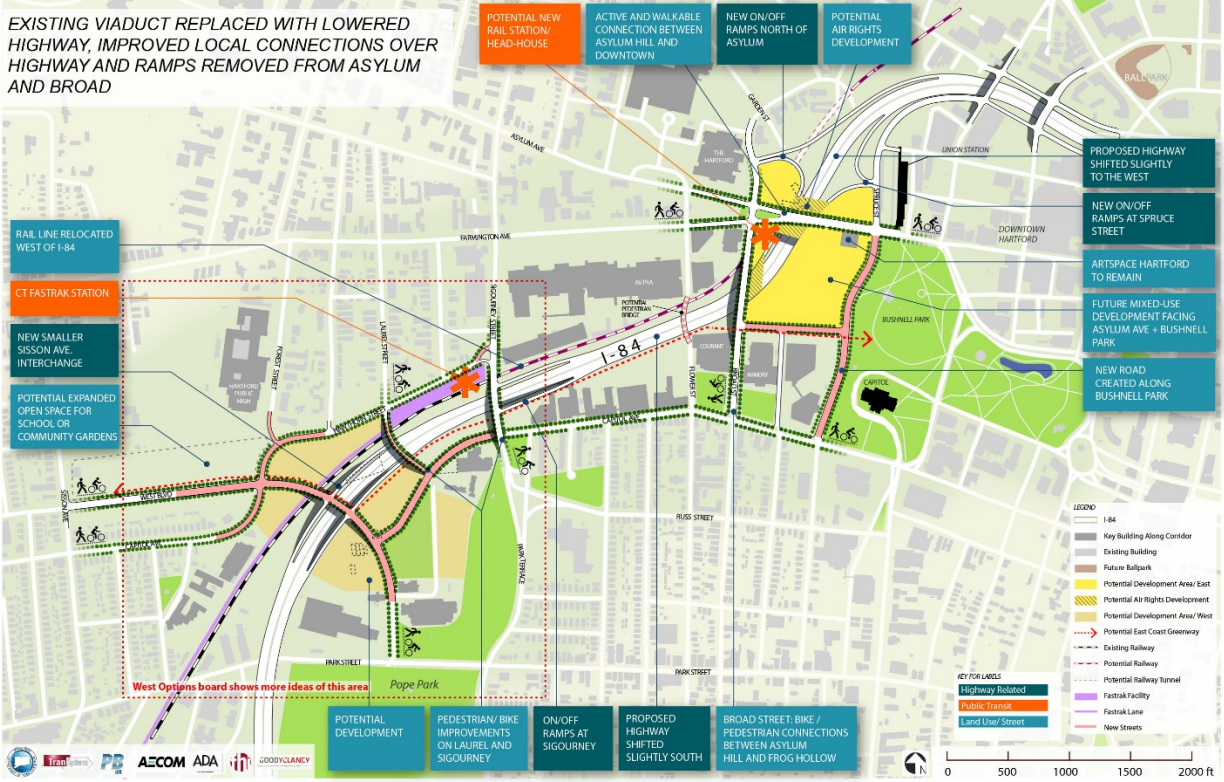 EXISTING VIADUCT REPLACED WITH LOWERED
HIGHWAY, IMPROVED LOCAL CONNECTIONS OVER
HIGHWAY AND RAMPS REMOVED FROM ASYLUM
AND BROAD
POTENTIAL NEW
RAIL STATION/
HEAD-HOUSE
ACTIVE AND WALKABLE
CONNECTION BETWEEN
ASYLUM HILL AND
DOWNTOWN
NEW ON/OFF
RAMPS NORTH OF
ASYLUM
POTENTIAL
AIR RIGHTS
DEVELOPMENT
BALLPARK
GARDEN ST
ASYLUM AVE
THE
HARTFORD
UNION STATION
SPRUCE ST
PROPOSED HIGHWAY
SHIFTED SLIGHTLY
TO THE WEST
NEW ON/OFF
RAMPS AT SPRUCE
STREET
RAIL LINE RELOCATED
WEST OF I-84
FARMINGTON AVE
DOWNTOWN
HARTFORD
ARTSPACE HARTFORD
TO REMAIN
CT FASTRAK STATION
AETNA
SIGOURNEY STREET
POTENTIAL
PEDESTRIAN
BRIDGE
FUTURE MIXED-USE
DEVELOPMENT FACING
ASYLUM AVE + BUSHNELL
PARK
BUSHNELL PARK
NEW SMALLER
SISSON AVE.
INTERCHANGE
LAUREL STREET
FOREST STREET
I-84
COURANT
ARMERY
CAPITOL
NEW ROAD
CREATED ALONG
BUSHNELL PARK
HARTFORD
PUBLIC
HIGH
FLOWER ST
BROAD ST
POTENTIAL EXPANDED
OPEN SPACE FOR
SCHOOL OR
COMMUNITY GARDENS
CAPITOL AVE
SISSON AVE
WEST BLVD
CAPITOL AVE
RUSS STREET
PARK TERRACE
PARK STREET
PARK STREET
West Options board shows more ideas of this area
Pope Park
LEGEND
I-84
Key Building Along Corridor
Existing Building
Future Ballpark
Potential Development Area/ East
Potential Air Rights Development
Potential Development Area/ West
Potential East Coast Greenway
Existing Railway
Potential Railway
Potential Railway Tunnel
Fastrak Facility
Fastrak Lane
New Streets
KEY FOR LABELS
Highway Related
Public Transit
Land Use/ Street
POTENTIAL
DEVELOPMENT
PEDESTRIAN/ BIKE
IMPROVEMENTS
ON LAUREL AND
SIGOURNEY
ON/OFF
RAMPS AT
SIGOURNEY
PROPOSED
HIGHWAY
SHIFTED
SLIGHTLY SOUTH
BROAD STREET: BIKE /
PEDESTRIAN CONNECTIONS
BETWEEN ASYLUM
HILL AND FROG HOLLOW
TranSystems
PB
AECOM
ADA
fhi
GOODYCLANCY
N
0 500 1000 1500 2000 ft